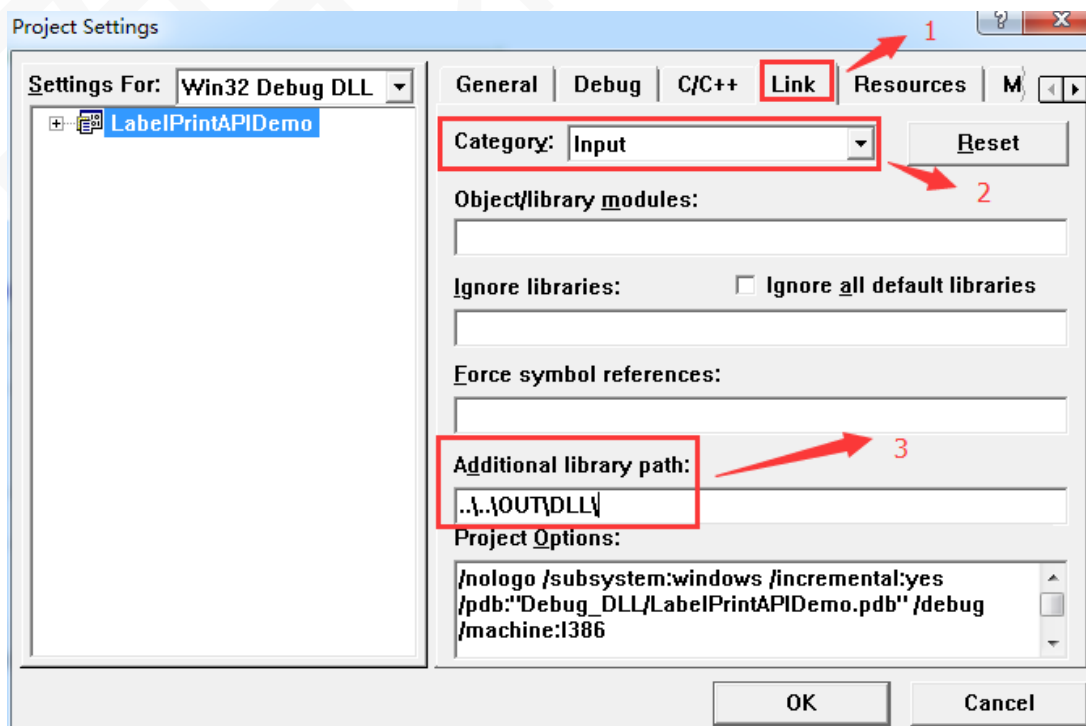 Project Settings
1
Settings For: Win32 Debug DLL
General Debug C/C++ Link Resources M
LabelPrintAPIDemo
Category: Input
Reset
2
Object/library modules:
Ignore libraries:
Ignore all default libraries
Force symbol references:
3
Additional library path:
..\..\OUT\DLL\
Project Options:
/nologo /subsystem:windows /incremental:yes
/pdb:"Debug_DLL/LabelPrintAPIDemo.pdb" /debug
/machine:I386
OK Cancel